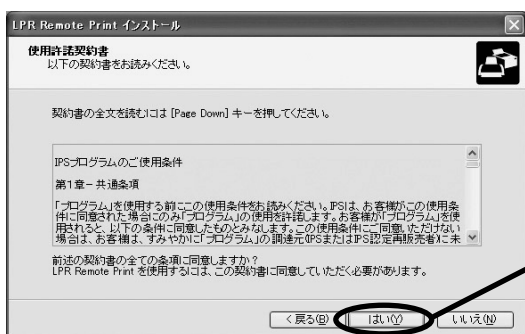 LPR Remote Print インストール
使用許諾契約書
以下の契約書をお読みください。
契約書の全文を読むには [Page Down] キーを押してください。
IPSプログラムのご使用条件
第1章－共通条項
「プログラム」を使用する前にこの使用条件をお読みください。IPSは、お客様がこの使用条
件に同意された場合にのみ「プログラム」の使用を許諾します。お客様が「プログラム」を使
用されると、以下の条件に同意したものとみなします。この使用条件にご同意いただけない
場合は、お客様は、すみやかに「プログラム」の調達元(IPSまたはIPS認定再販売者)に未
前述の契約書の全ての条項に同意しますか？
LPR Remote Print を使用するには、この契約書に同意していただく必要があります。
< 戻る(B) はい(Y) いいえ(N)